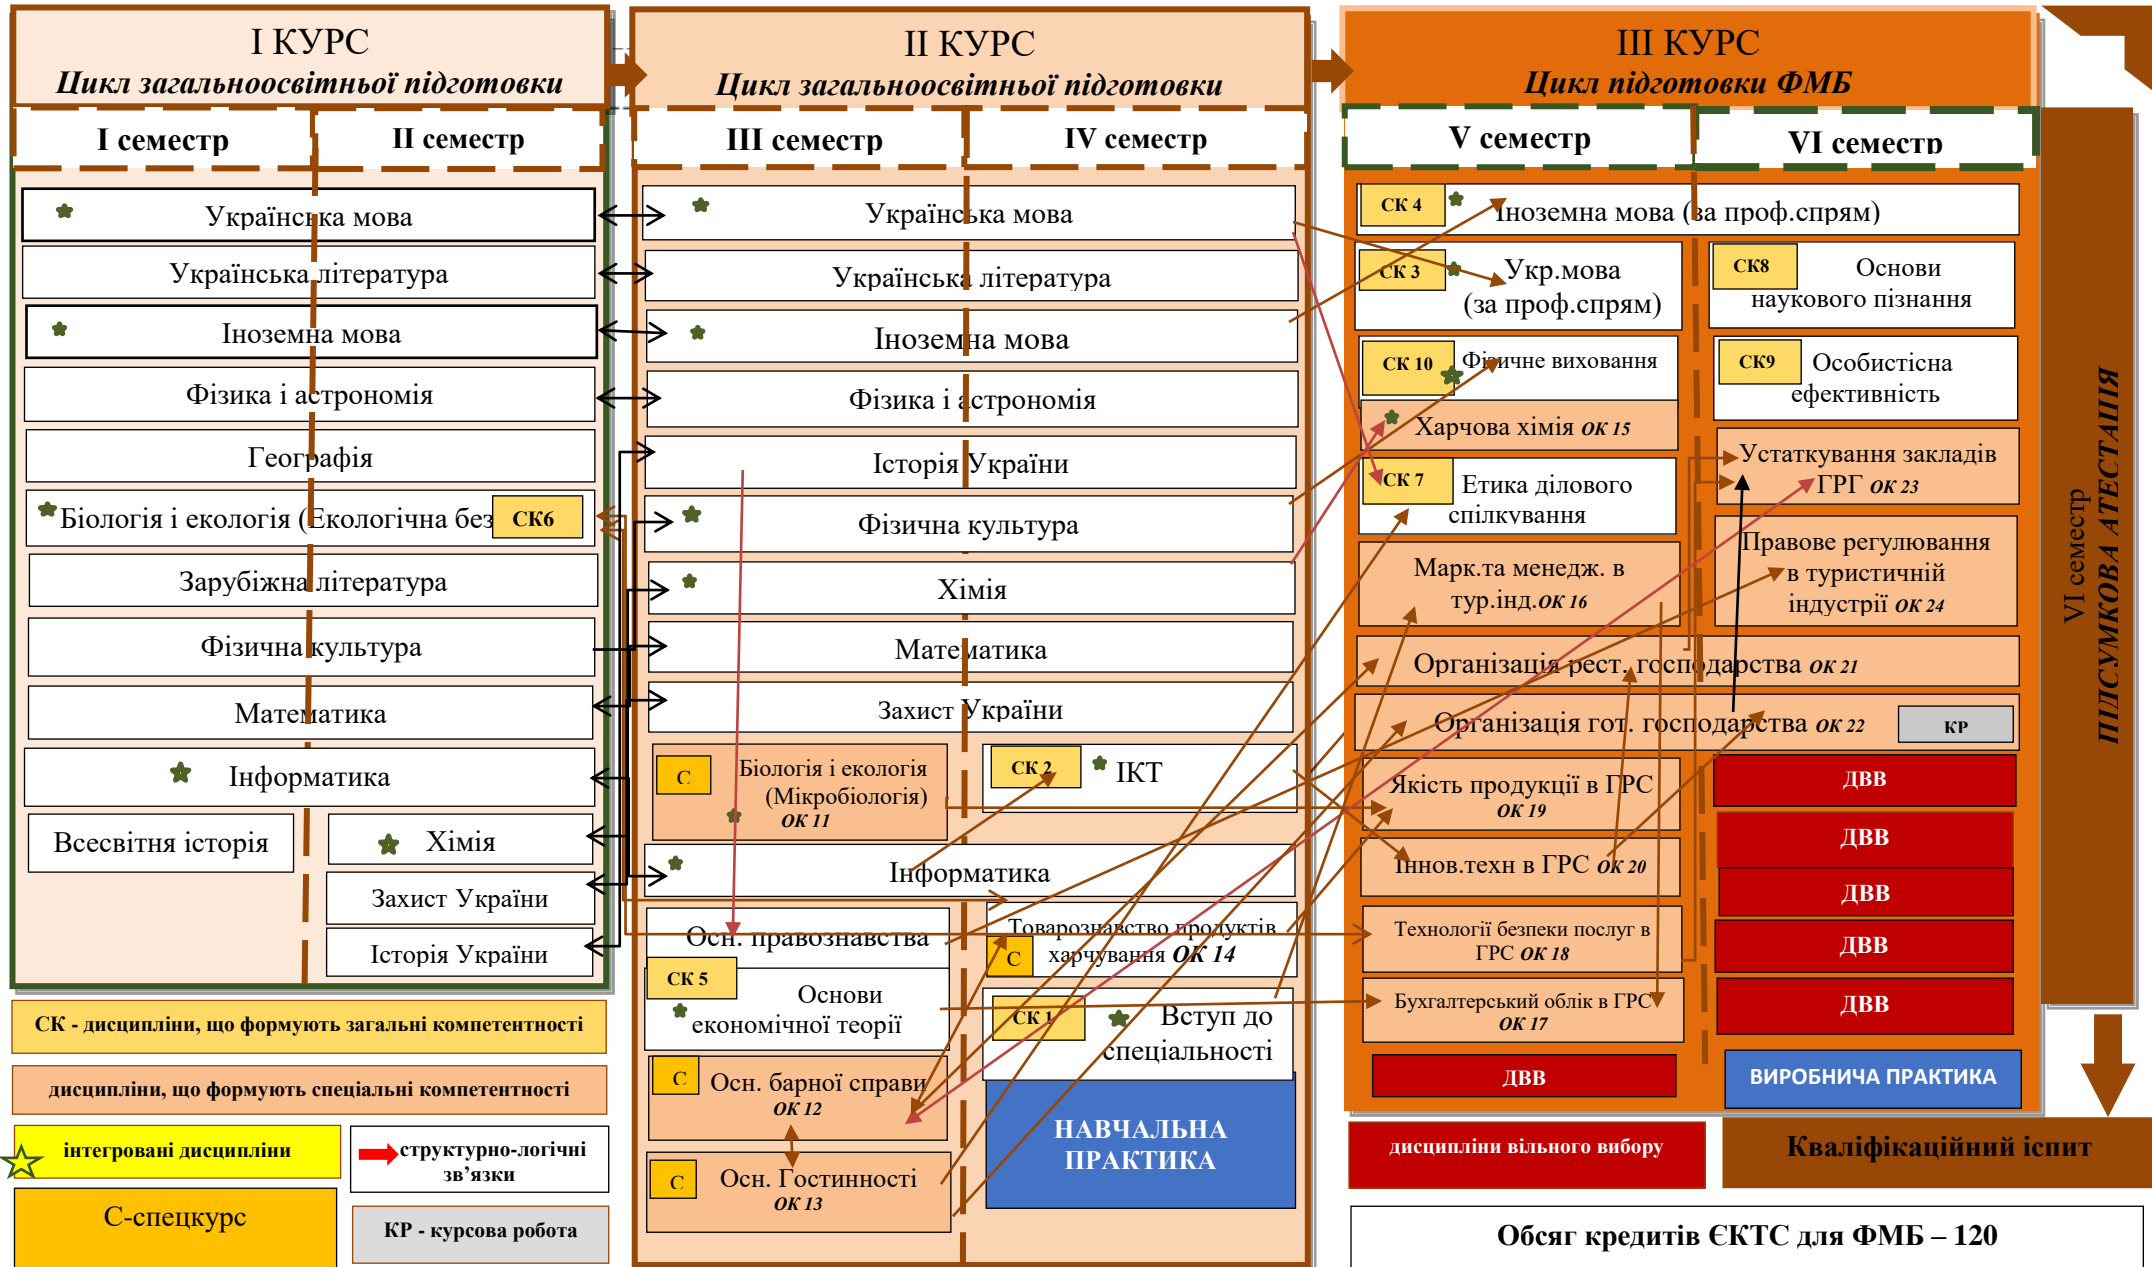 І КУРС
Цикл загальноосвітньої підготовки
І семестр
ІІ семестр
Українська мова
Українська література
Іноземна мова
Фізика і астрономія
Географія
Біологія і екологія (Екологічна без
СК6
Зарубіжна література
Фізична культура
Математика
Інформатика
Всесвітня історія
Хімія
Захист України
Історія України
ІІ КУРС
Цикл загальноосвітньої підготовки
ІІІ семестр
IV семестр
Українська мова
Українська література
Іноземна мова
Фізика і астрономія
Історія України
Фізична культура
Хімія
Математика
Захист України
С
Біологія і екологія
(Мікробіологія)
ОК 11
СК 2
ІКТ
Інформатика
Осн. правознавства
Товарознавство продуктів
харчування ОК 14
С
СК 5
Основи
економічної теорії
СК 1
Вступ до
спеціальності
С
Осн. барної справи
ОК 12
С
Осн. Гостинності
ОК 13
НАВЧАЛЬНА
ПРАКТИКА
ІІІ КУРС
Цикл підготовки ФМБ
V семестр
VI семестр
СК 4
Іноземна мова (за проф.спрям)
СК 3
Укр.мова
(за проф.спрям)
СК8
Основи
наукового пізнання
СК 10
Фізичне виховання
СК9
Особистісна
ефективність
Харчова хімія ОК 15
Устаткування закладів
ГРГ ОК 23
СК 7
Етика ділового
спілкування
Марк.та менедж. в
тур.інд.ОК 16
Правове регулювання
в туристичній
індустрії ОК 24
Організація рест. господарства ОК 21
Організація гот. господарства ОК 22
КР
Якість продукції в ГРС
ОК 19
Іннов.техн в ГРС ОК 20
Технології безпеки послуг в
ГРС ОК 18
Бухгалтерський облік в ГРС
ОК 17
ДВВ
ДВВ
ДВВ
ДВВ
ДВВ
ДВВ
ВИРОБНИЧА ПРАКТИКА
VI семестр
ПІДСУМКОВА АТЕСТАЦІЯ
СК - дисципліни, що формують загальні компетентності
дисципліни, що формують спеціальні компетентності
інтегровані дисципліни
структурно-логічні
зв’язки
С-спецкурс
КР - курсова робота
дисципліни вільного вибору
Кваліфікаційний іспит
Обсяг кредитів ЄКТС для ФМБ – 120